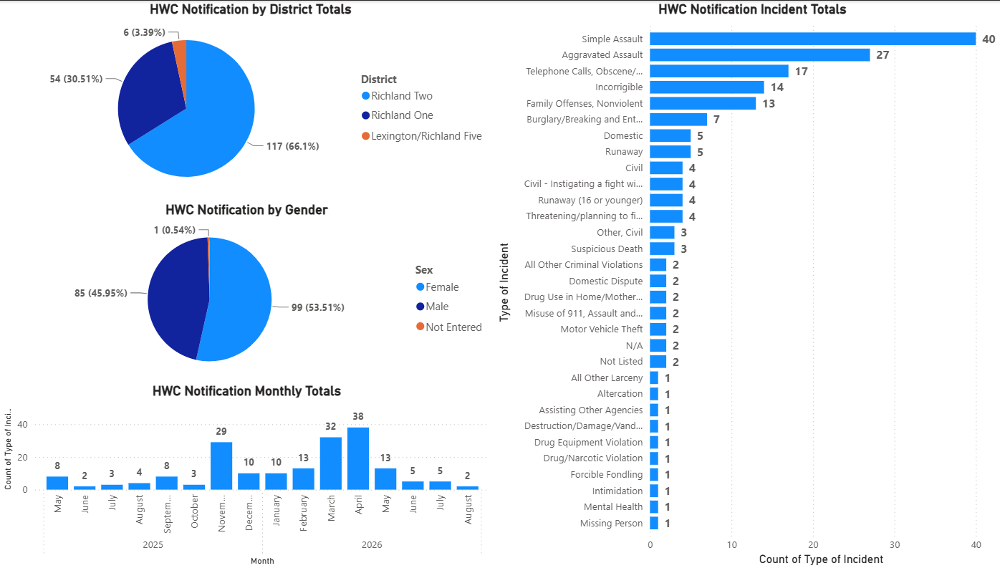 HWC Notification by District Totals
6 (3.39%)
54 (30.51%)
117 (66.1%)
District
Richland Two
Richland One
Lexington/Richland Five
HWC Notification by Gender
1 (0.54%)
85 (45.95%)
99 (53.51%)
Sex
Female
Male
Not Entered
HWC Notification Monthly Totals
Count of Type of Inci...
40
20
0
8
2
3
4
8
3
29
10
10
13
32
38
13
5
5
2
May
June
July
August
Septem...
October
Novem...
Decem...
January
February
March
April
May
June
July
August
2025
2026
Month
HWC Notification Incident Totals
Type of Incident
Simple Assault 40
Aggravated Assault 27
Telephone Calls, Obscene/... 17
Incorrigible 14
Family Offenses, Nonviolent 13
Burglary/Breaking and Ent... 7
Domestic 5
Runaway 5
Civil 4
Civil - Instigating a fight wi... 4
Runaway (16 or younger) 4
Threatening/planning to fi... 4
Other, Civil 3
Suspicious Death 3
All Other Criminal Violations 2
Domestic Dispute 2
Drug Use in Home/Mother... 2
Misuse of 911, Assault and... 2
Motor Vehicle Theft 2
N/A 2
Not Listed 2
All Other Larceny 1
Altercation 1
Assisting Other Agencies 1
Destruction/Damage/Vand... 1
Drug Equipment Violation 1
Drug/Narcotic Violation 1
Forcible Fondling 1
Intimidation 1
Mental Health 1
Missing Person 1
0 10 20 30 40
Count of Type of Incident